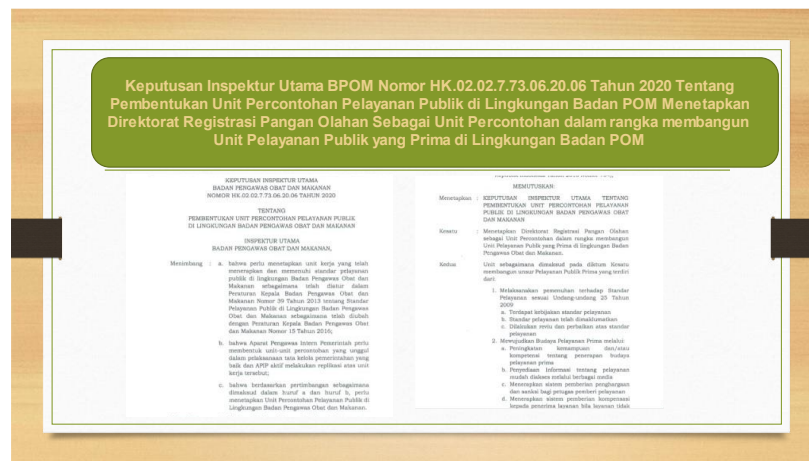 Keputusan Inspektur Utama BPOM Nomor HK.02.02.7.73.06.20.06 Tahun 2020 Tentang
Pembentukan Unit Percontohan Pelayanan Publik di Lingkungan Badan POM Menetapkan
Direktorat Registrasi Pangan Olahan Sebagai Unit Percontohan dalam rangka membangun
Unit Pelayanan Publik yang Prima di Lingkungan Badan POM
KEPUTUSAN INSPEKTUR UTAMA
BADAN PENGAWAS OBAT DAN MAKANAN
NOMOR HK.02.02.7.73.06.20.06 TAHUN 2020
TENTANG
PEMBENTUKAN UNIT PERCONTOHAN PELAYANAN PUBLIK
DI LINGKUNGAN BADAN PENGAWAS OBAT DAN MAKANAN
INSPEKTUR UTAMA
BADAN PENGAWAS OBAT DAN MAKANAN,
Menimbang : a. bahwa perlu menetapkan unit kerja yang telah
menerapkan dan memenuhi standar pelayanan
publik di lingkungan Badan Pengawas Obat dan
Makanan sebagaimana telah diatur dalam
Peraturan Kepala Badan Pengawas Obat dan
Makanan Nomor 39 Tahun 2013 tentang Standar
Pelayanan Publik di Lingkungan Badan Pengawas
Obat dan Makanan sebagaimana telah diubah
dengan Peraturan Kepala Badan Pengawas Obat
dan Makanan Nomor 15 Tahun 2016;
b. bahwa Aparat Pengawas Intern Pemerintah perlu
membentuk unit-unit percontohan yang unggul
dalam pelaksanaan tata kelola pemerintahan yang
baik dan APIP aktif melakukan replikasi atas unit
kerja tersebut;
c. bahwa berdasarkan pertimbangan sebagaimana
dimaksud dalam huruf a dan huruf b, perlu
menetapkan Unit Percontohan Pelayanan Publik di
Lingkungan Badan Pengawas Obat dan Makanan.
MEMUTUSKAN:
Menetapkan : KEPUTUSAN INSPEKTUR UTAMA TENTANG
PEMBENTUKAN UNIT PERCONTOHAN PELAYANAN
PUBLIK DI LINGKUNGAN BADAN PENGAWAS OBAT
DAN MAKANAN
Kesatu : Menetapkan Direktorat Registrasi Pangan Olahan
sebagai Unit Percontohan dalam rangka membangun
Unit Pelayanan Publik yang Prima di lingkungan Badan
Pengawas Obat dan Makanan.
Kedua : Unit sebagaimana dimaksud pada diktum Kesatu
membangun unsur Pelayanan Publik Prima yang terdiri
dari:
1. Melaksanakan pemenuhan terhadap Standar
Pelayanan sesuai Undang-undang 25 Tahun
2009
a. Terdapat kebijakan standar pelayanan
b. Standar pelayanan telah dimaklumatkan
c. Dilakukan reviu dan perbaikan atas standar
pelayanan
2. Mewujudkan Budaya Pelayanan Prima melalui:
a. Peningkatan kemampuan dan/atau
kompetensi tentang penerapan budaya
pelayanan prima
b. Penyediaan informasi tentang pelayanan
mudah diakses melalui berbagai media
c. Menerapkan sistem pemberian penghargaan
dan sanksi bagi petugas pemberi pelayanan
d. Menerapkan sistem pemberian kompensasi
kepada penerima layanan bila layanan tidak